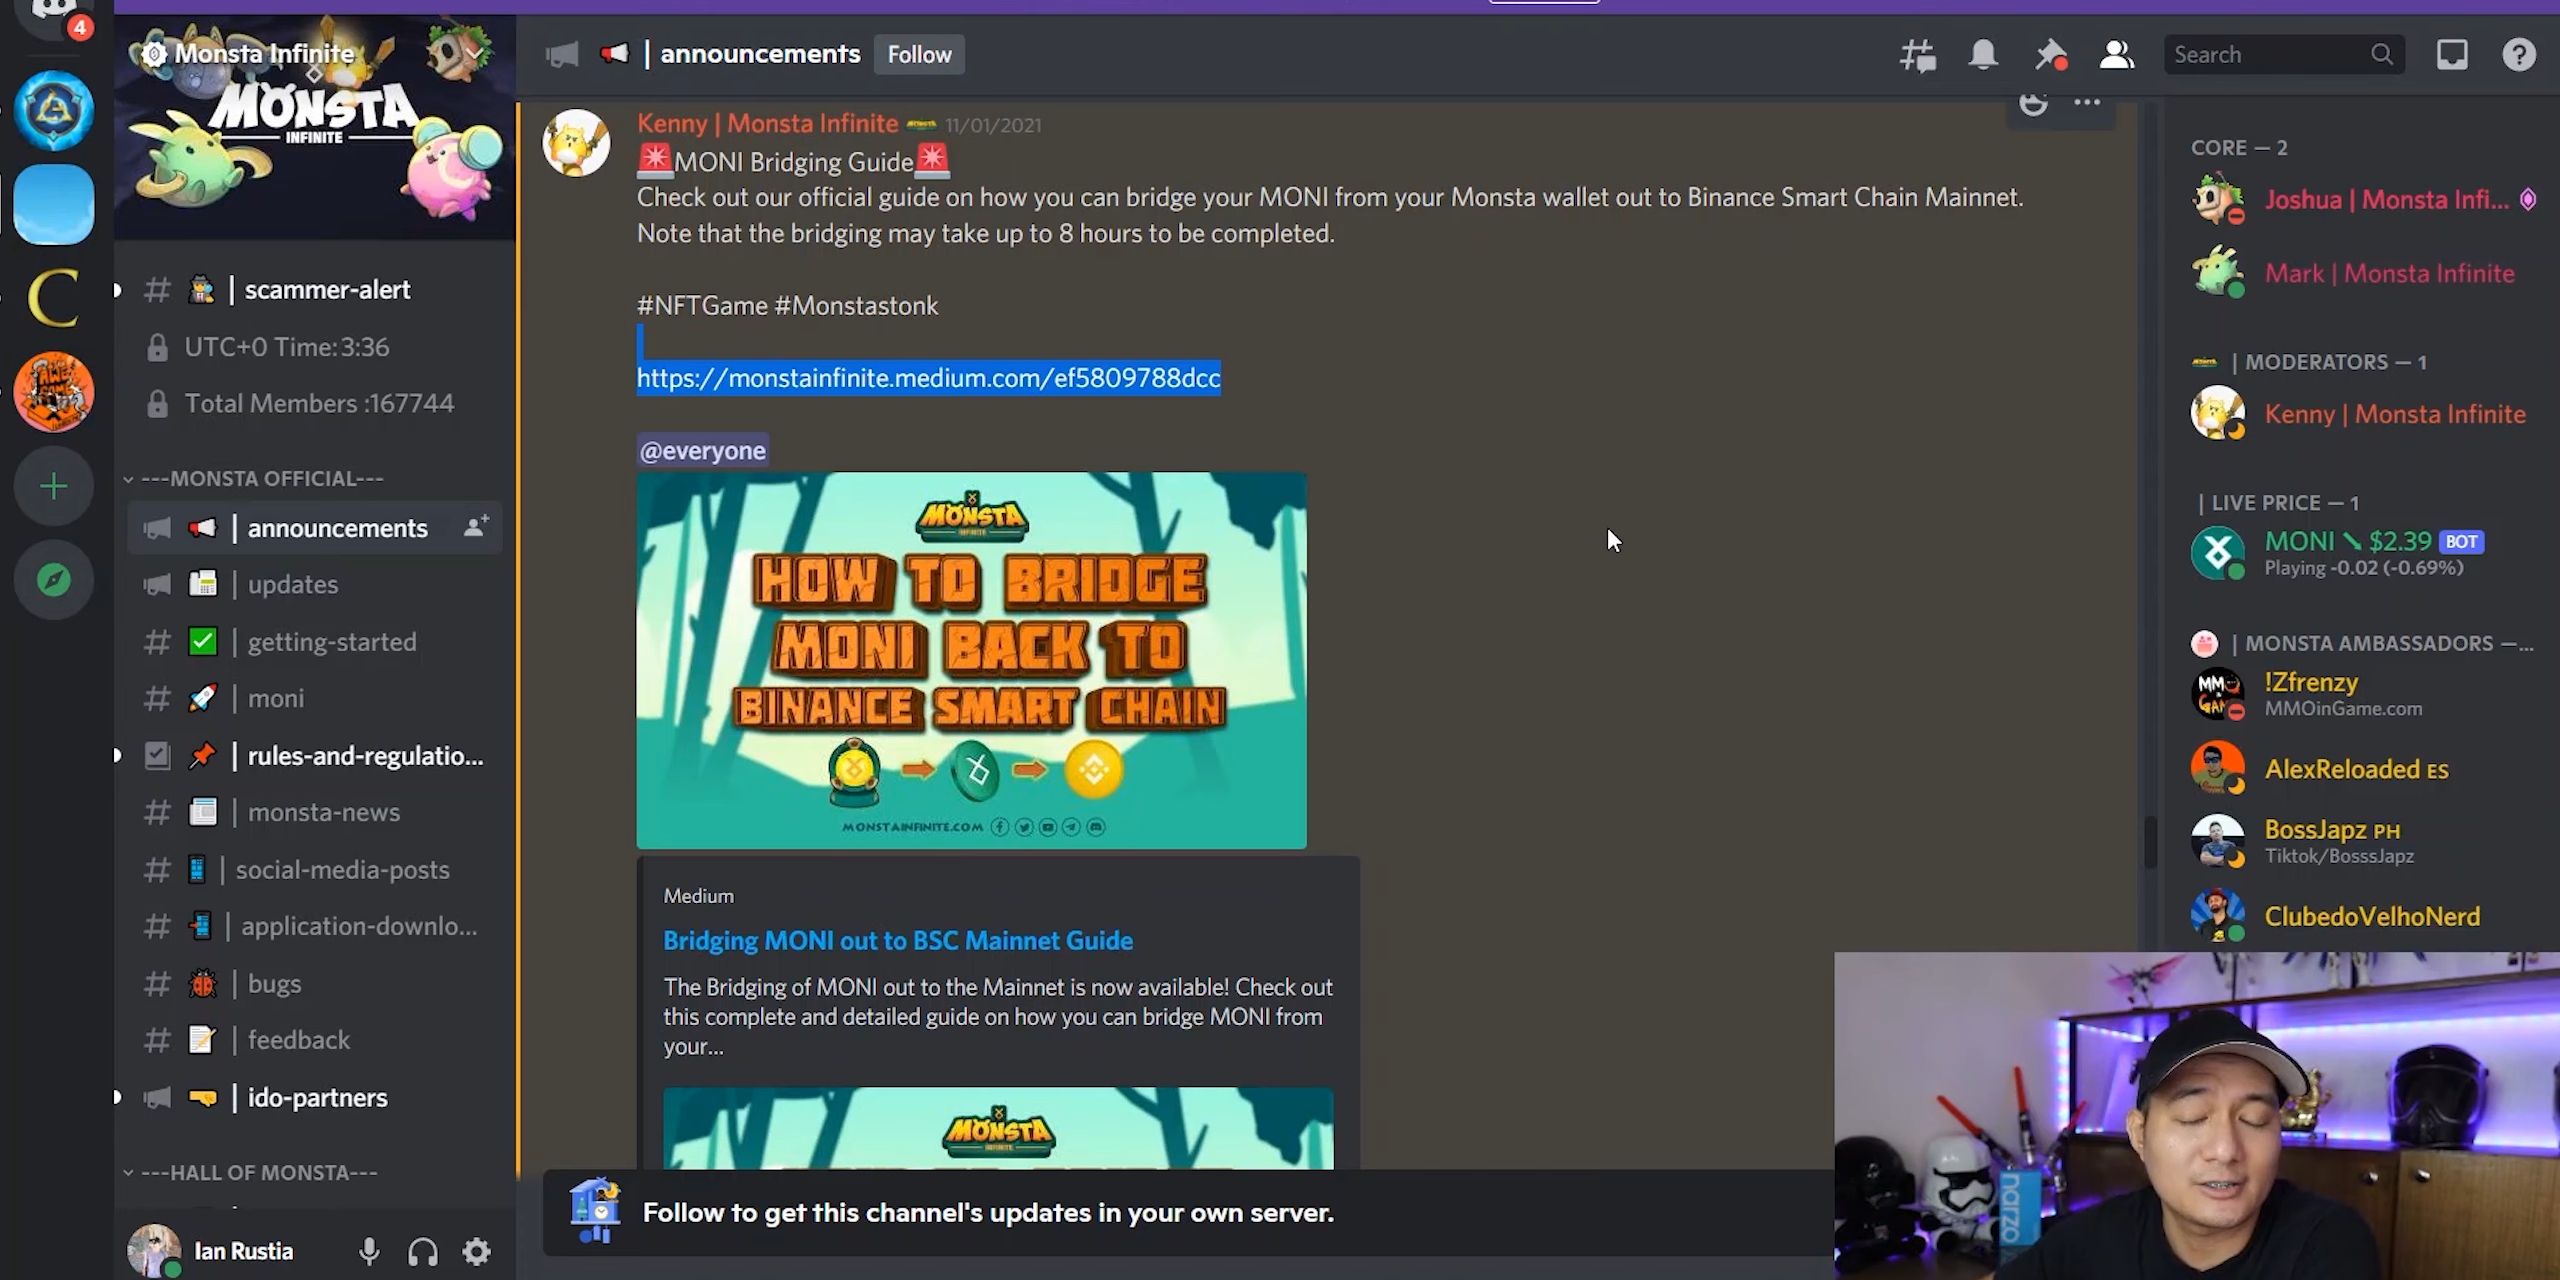 4
Monsta Infinite
MONSTA
INFINITE
scammer-alert
UTC+0 Time: 3:36
Total Members :167744
---MONSTA OFFICIAL---
announcements
updates
getting-started
moni
rules-and-regulatio...
monsta-news
social-media-posts
application-downlo...
bugs
feedback
ido-partners
---HALL OF MONSTA---
Ian Rustia
| announcements
Follow
Search
Kenny | Monsta Infinite 11/01/2021
MONI Bridging Guide
Check out our official guide on how you can bridge your MONI from your Monsta wallet out to Binance Smart Chain Mainnet.
Note that the bridging may take up to 8 hours to be completed.
#NFTGame #Monstastonk
https://monstainfinite.medium.com/ef5809788dcc
@everyone
MONSTA
INFINITE
HOW TO BRIDGE
MONI BACK TO
BINANCE SMART CHAIN
MONSTAINFINITE.COM
Medium
Bridging MONI out to BSC Mainnet Guide
The Bridging of MONI out to the Mainnet is now available! Check out
this complete and detailed guide on how you can bridge MONI from
your...
MONSTA
INFINITE
Follow to get this channel's updates in your own server.
CORE — 2
Joshua | Monsta Infi...
Mark | Monsta Infinite
| MODERATORS — 1
Kenny | Monsta Infinite
| LIVE PRICE — 1
MONI ↘ $2.39 BOT
Playing -0.02 (-0.69%)
| MONSTA AMBASSADORS —...
!Zfrenzy
MMOinGame.com
AlexReloaded ES
BossJapz PH
Tiktok/BosssJapz
ClubedoVelhoNerd
narzo